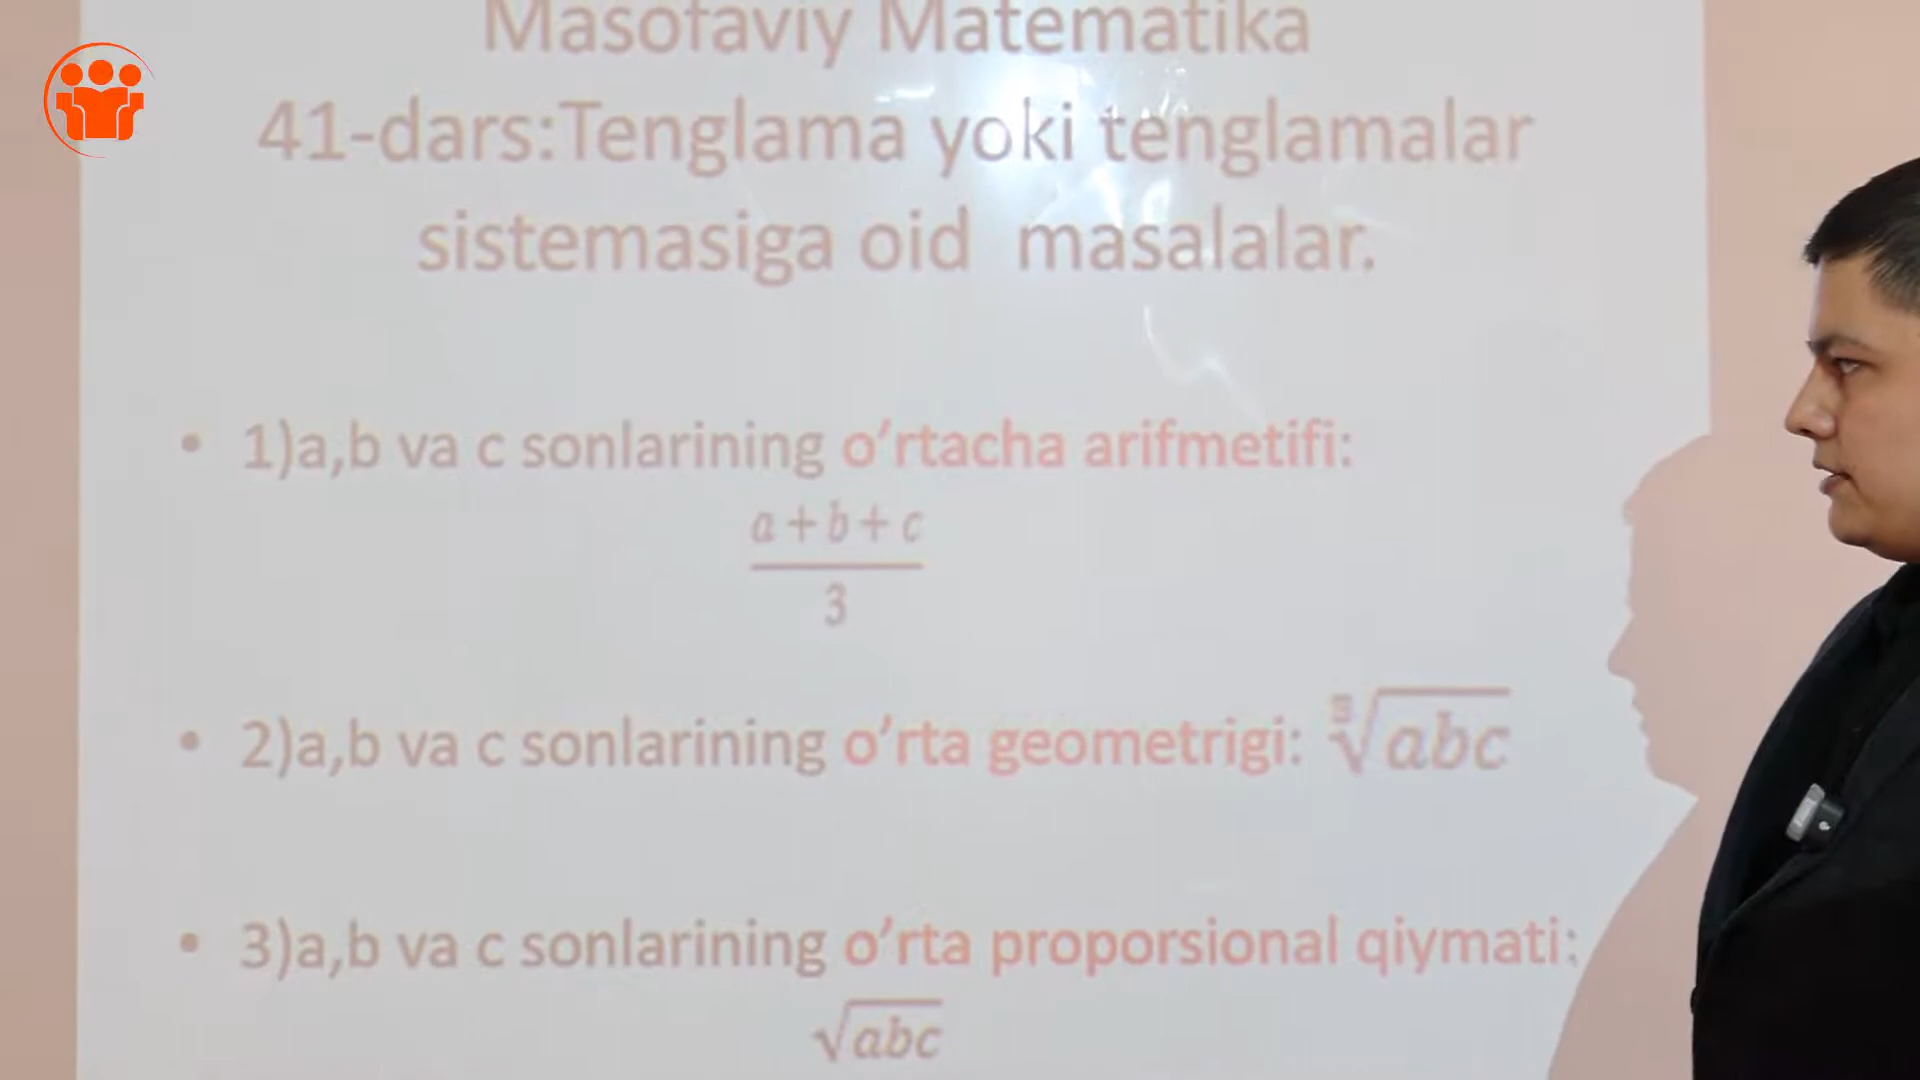 Masofaviy Matematika
41-dars:Tenglama yoki tenglamalar
sistemasiga oid masalalar.
• 1)a,b va c sonlarining o’rtacha arifmetifi:
a + b + c
3
• 2)a,b va c sonlarining o’rta geometrigi: ∛abc
• 3)a,b va c sonlarining o’rta proporsional qiymati:
√abc